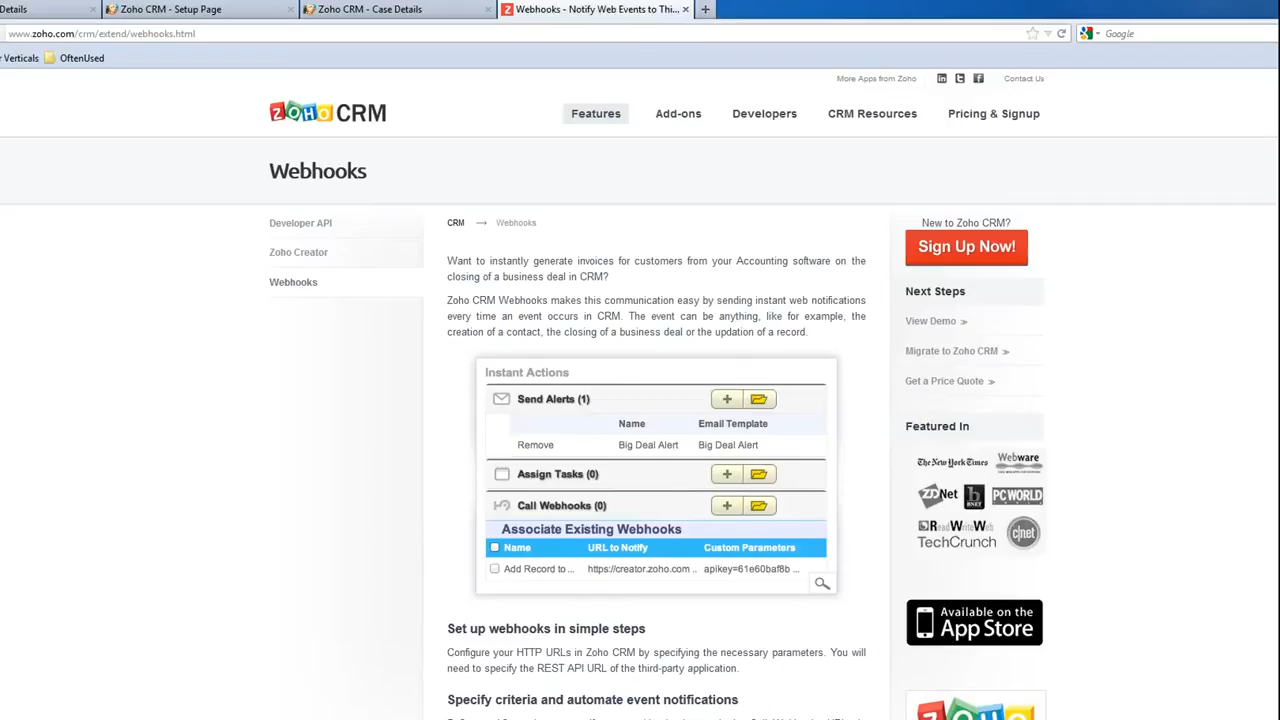 Details
Zoho CRM - Setup Page
Zoho CRM - Case Details
Webhooks - Notify Web Events to Thi...
www.zoho.com/crm/extend/webhooks.html
Google
Verticals
OftenUsed
More Apps from Zoho
Contact Us
ZOHO CRM
Features
Add-ons
Developers
CRM Resources
Pricing & Signup
Webhooks
Developer API
Zoho Creator
Webhooks
CRM → Webhooks
Want to instantly generate invoices for customers from your Accounting software on the
closing of a business deal in CRM?
Zoho CRM Webhooks makes this communication easy by sending instant web notifications
every time an event occurs in CRM. The event can be anything, like for example, the
creation of a contact, the closing of a business deal or the updation of a record.
Instant Actions
Send Alerts (1)
Name Email Template
Remove Big Deal Alert Big Deal Alert
Assign Tasks (0)
Call Webhooks (0)
Associate Existing Webhooks
Name URL to Notify Custom Parameters
Add Record to ... https://creator.zoho.com .. apikey=61e60baf8b ...
Set up webhooks in simple steps
Configure your HTTP URLs in Zoho CRM by specifying the necessary parameters. You will
need to specify the REST API URL of the third-party application.
Specify criteria and automate event notifications
New to Zoho CRM?
Sign Up Now!
Next Steps
View Demo »
Migrate to Zoho CRM »
Get a Price Quote »
Featured In
The New York Times
Webware
ZDNet
BNET
PC WORLD
ReadWriteWeb
TechCrunch
c|net
Available on the
App Store